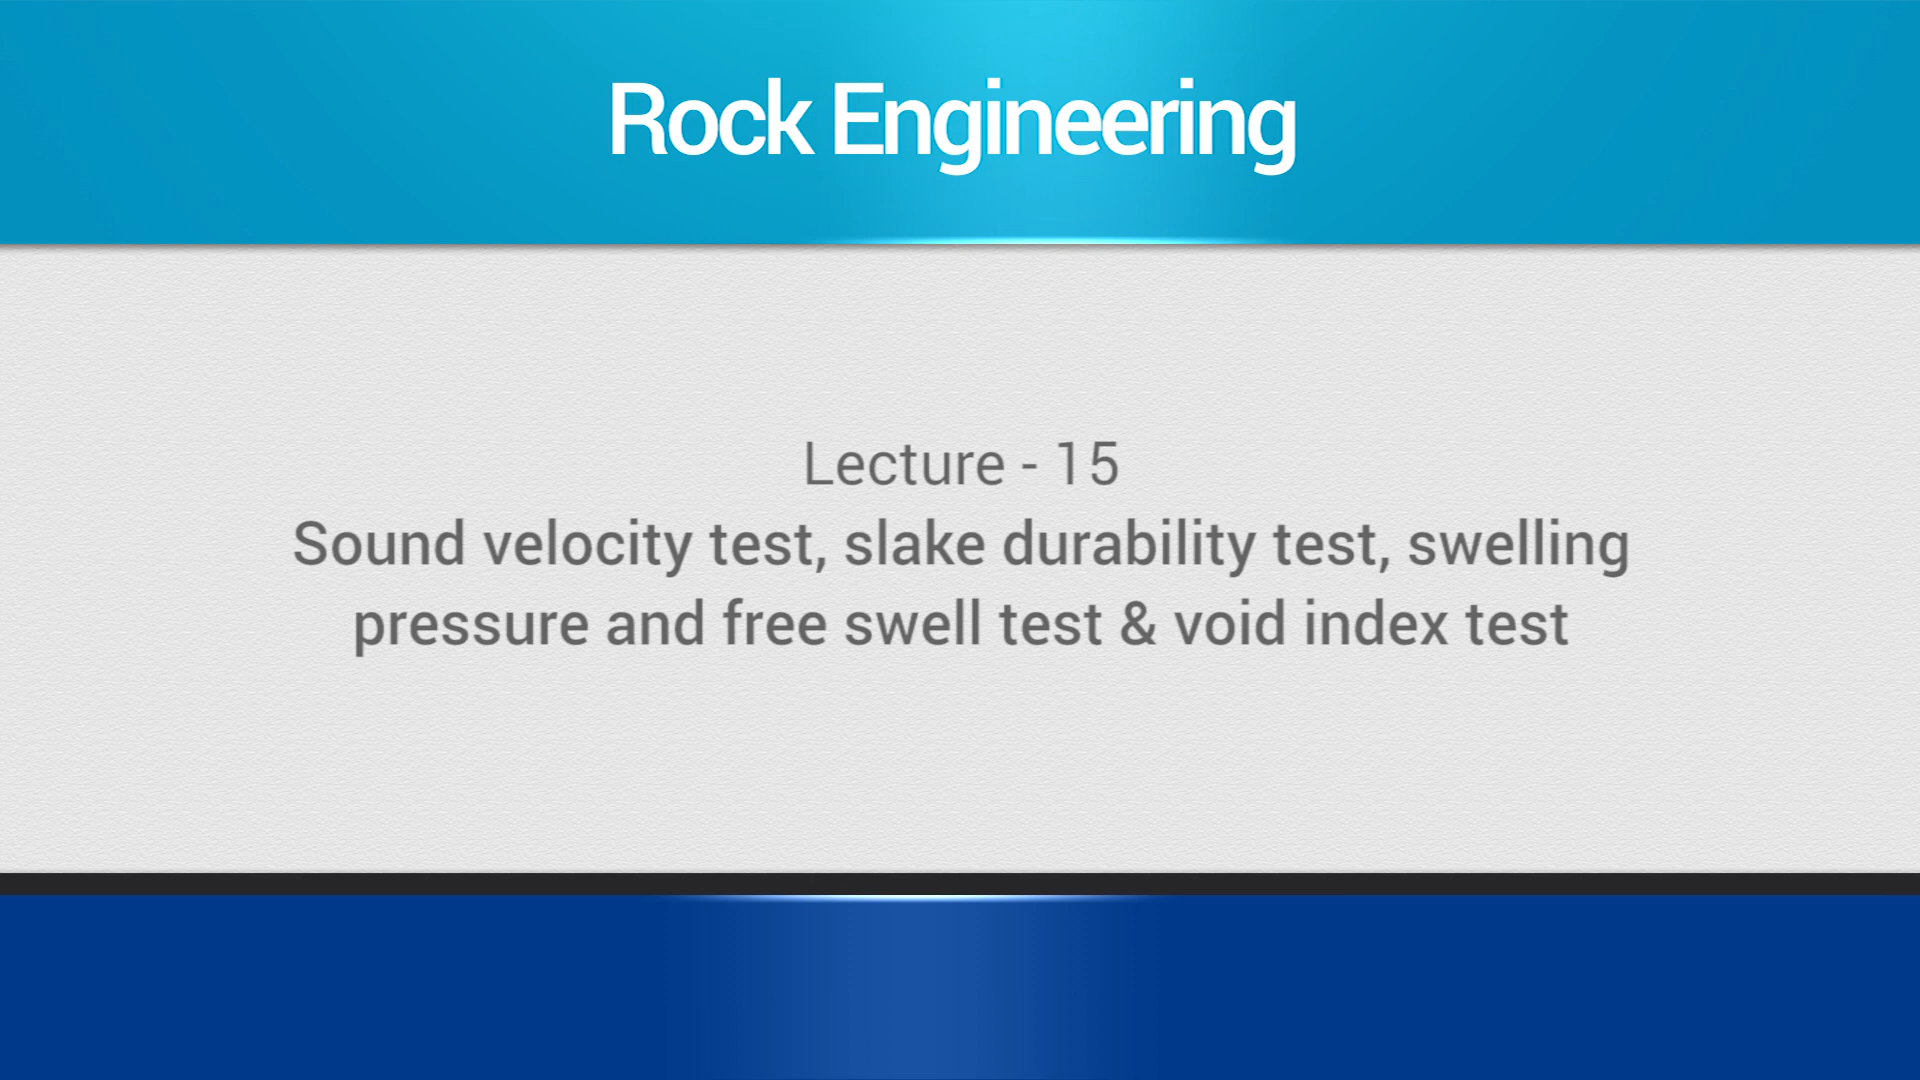 Rock Engineering
Lecture - 15
Sound velocity test, slake durability test, swelling
pressure and free swell test & void index test